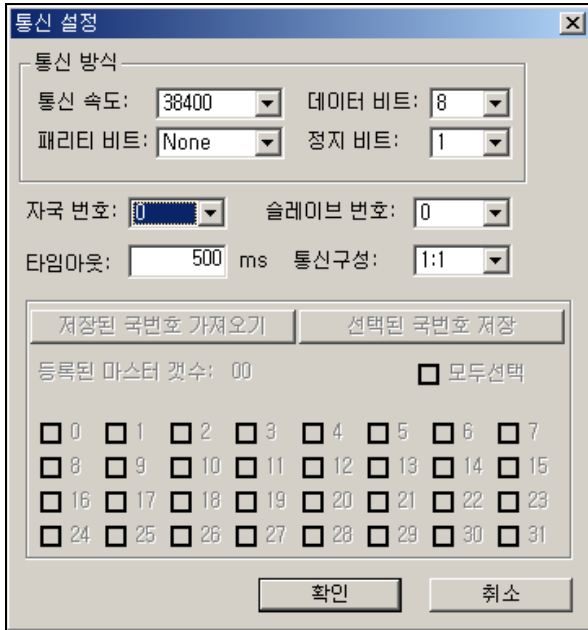 통신 설정
통신 방식
통신 속도: 38400 데이터 비트: 8
패리티 비트: None 정지 비트: 1
자국 번호: 0 슬레이브 번호: 0
타임아웃: 500 ms 통신구성: 1:1
저장된 국번호 가져오기 선택된 국번호 저장
등록된 마스터 갯수: 00 모두선택
0 1 2 3 4 5 6 7
8 9 10 11 12 13 14 15
16 17 18 19 20 21 22 23
24 25 26 27 28 29 30 31
확인 취소